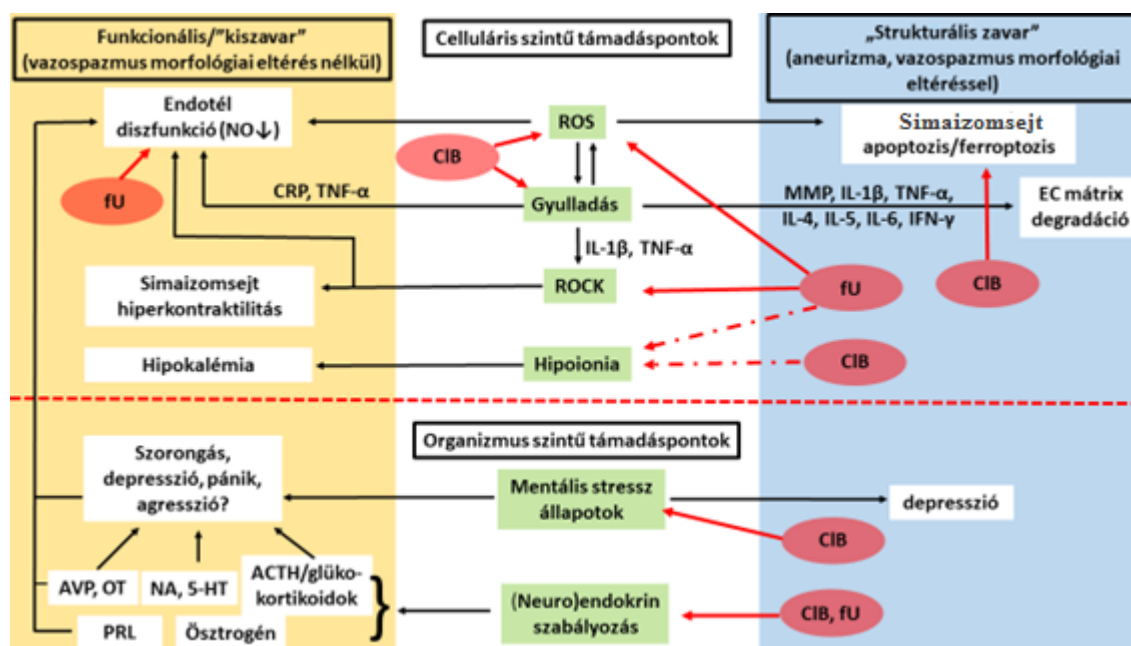 Funkcionális/”kiszavar”
(vazospazmus morfológiai eltérés nélkül)
Celluláris szintű támadáspontok
„Strukturális zavar”
(aneurizma, vazospazmus morfológiai
eltéréssel)
Endotél
diszfunkció (NO↓)
ROS
Simaizomsejt
apoptozis/ferroptozis
ClB
fU
CRP, TNF-α
Gyulladás
MMP, IL-1β, TNF-α,
IL-4, IL-5, IL-6, IFN-γ
EC mátrix
degradáció
IL-1β, TNF-α
Simaizomsejt
hiperkontraktilitás
ROCK
fU
ClB
Hipokalémia
Hipoionia
ClB
Organizmus szintű támadáspontok
Szorongás,
depresszió, pánik,
agresszió?
Mentális stressz
állapotok
depresszió
ClB
AVP, OT
NA, 5-HT
ACTH/glüko-
kortikoidok
}
PRL
Ösztrogén
(Neuro)endokrin
szabályozás
ClB, fU